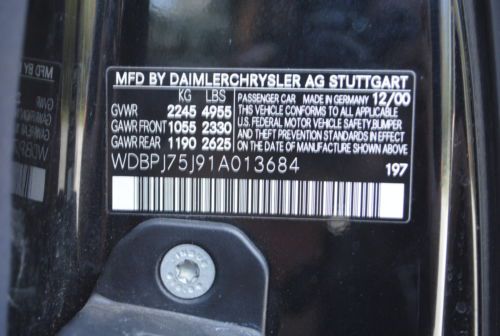 MFD BY DAIMLERCHRYSLER AG STUTTGART
KG LBS
GVWR 2245 4955
GAWR FRONT 1055 2330
GAWR REAR 1190 2625
PASSENGER CAR MADE IN GERMANY 12/00
THIS VEHICLE CONFORMS TO ALL APPLICABLE
U.S. FEDERAL MOTOR VEHICLE SAFETY, BUMPER
AND THEFT PREVENTION STANDARDS IN EFFECT
ON THE DATE OF MANUFACTURE SHOWN ABOVE.
WDBPJ75J91A013684
197